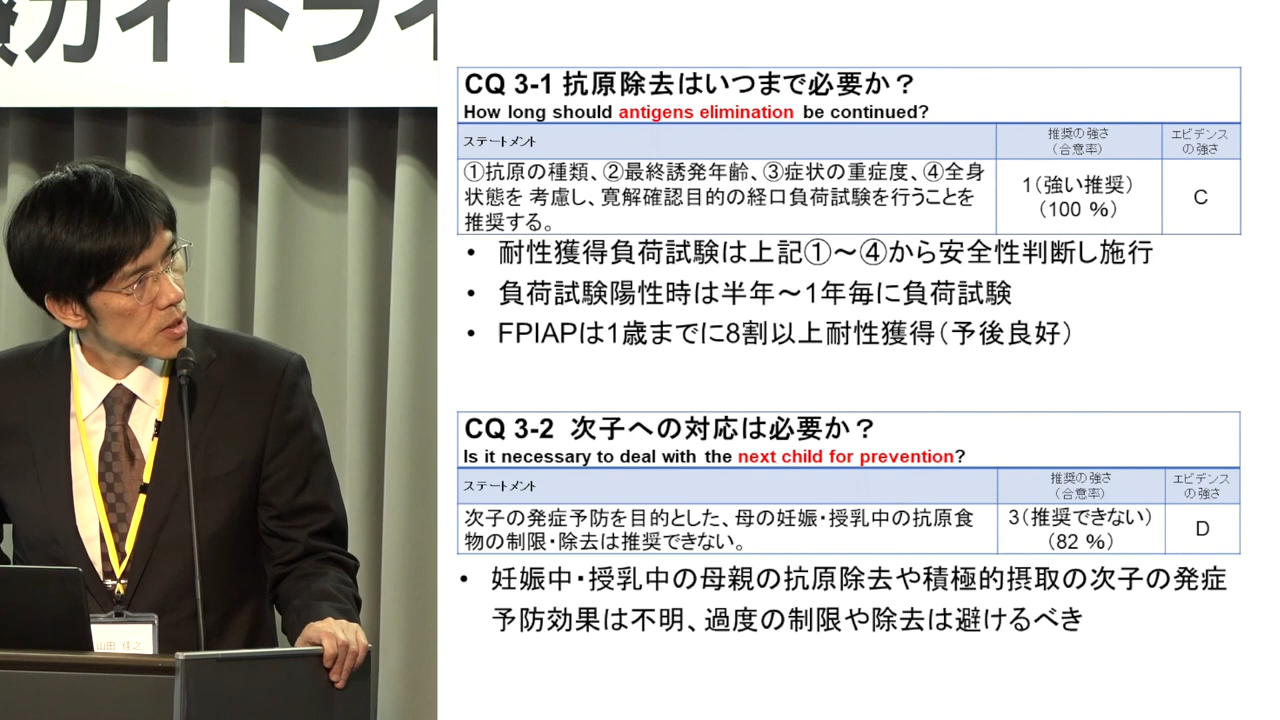 療ガイドライ
CQ 3-1 抗原除去はいつまで必要か？
How long should antigens elimination be continued?
ステートメント
推奨の強さ
（合意率）
エビデンス
の強さ
①抗原の種類、②最終誘発年齢、③症状の重症度、④全身
状態を 考慮し、寛解確認目的の経口負荷試験を行うことを
推奨する。
1（強い推奨）
（100 %）
C
• 耐性獲得負荷試験は上記①～④から安全性判断し施行
• 負荷試験陽性時は半年～1年毎に負荷試験
• FPIAPは1歳までに8割以上耐性獲得（予後良好）
CQ 3-2 次子への対応は必要か？
Is it necessary to deal with the next child for prevention?
ステートメント
推奨の強さ
（合意率）
エビデンス
の強さ
次子の発症予防を目的とした、母の妊娠・授乳中の抗原食
物の制限・除去は推奨できない。
3（推奨できない）
（82 %）
D
• 妊娠中・授乳中の母親の抗原除去や積極的摂取の次子の発症
予防効果は不明、過度の制限や除去は避けるべき
山田 佳之